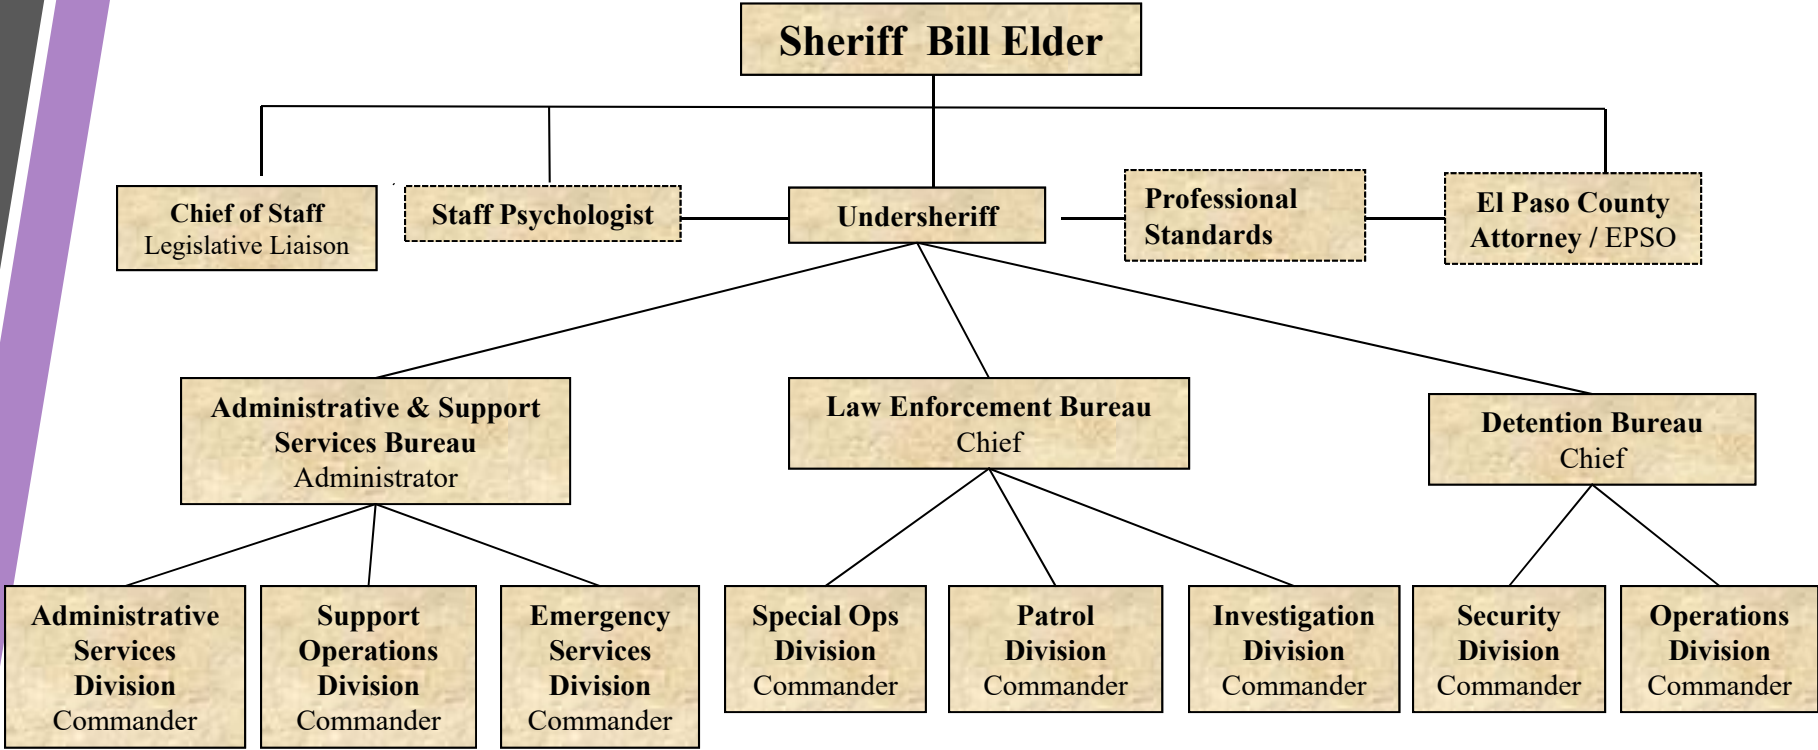 Sheriff Bill Elder
Chief of Staff
Legislative Liaison
Staff Psychologist
Undersheriff
Professional
Standards
El Paso County
Attorney / EPSO
Administrative & Support
Services Bureau
Administrator
Law Enforcement Bureau
Chief
Detention Bureau
Chief
Administrative
Services
Division
Commander
Support
Operations
Division
Commander
Emergency
Services
Division
Commander
Special Ops
Division
Commander
Patrol
Division
Commander
Investigation
Division
Commander
Security
Division
Commander
Operations
Division
Commander